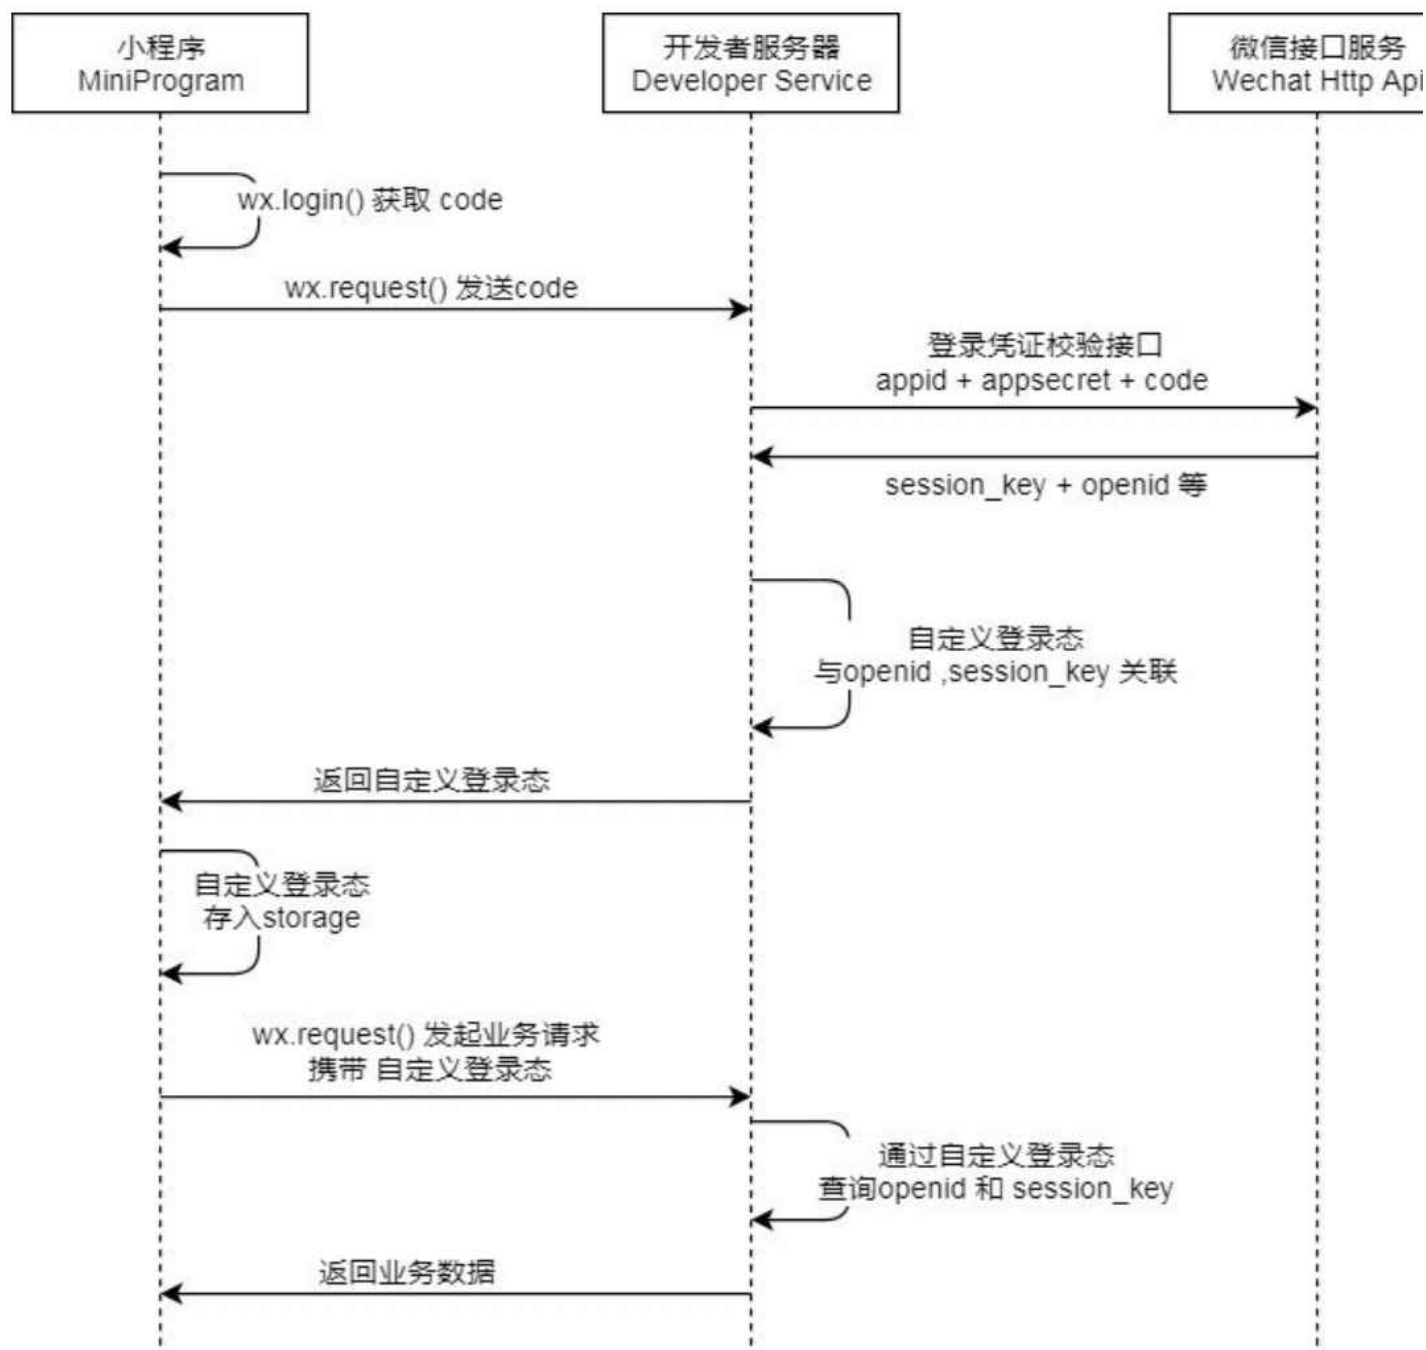 小程序
MiniProgram
开发者服务器
Developer Service
微信接口服务
Wechat Http Api
wx.login() 获取 code
wx.request() 发送code
登录凭证校验接口
appid + appsecret + code
session_key + openid 等
自定义登录态
与openid ,session_key 关联
返回自定义登录态
自定义登录态
存入storage
wx.request() 发起业务请求
携带 自定义登录态
通过自定义登录态
查询openid 和 session_key
返回业务数据